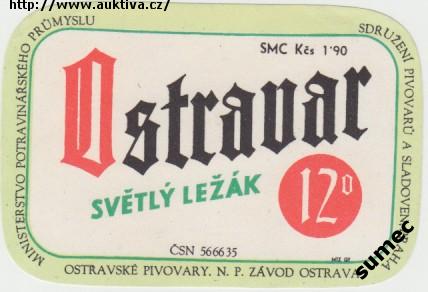 http://www.auktiva.cz/
MINISTERSTVO POTRAVINÁŘSKÉHO PRŮMYSLU
SDRUŽENÍ PIVOVARŮ A SLADOVEN PRAHA
SMC Kčs 1'90
Ostravar
SVĚTLÝ LEŽÁK
12°
ČSN 566635
OSTRAVSKÉ PIVOVARY. N. P. ZÁVOD OSTRAVA
sumec